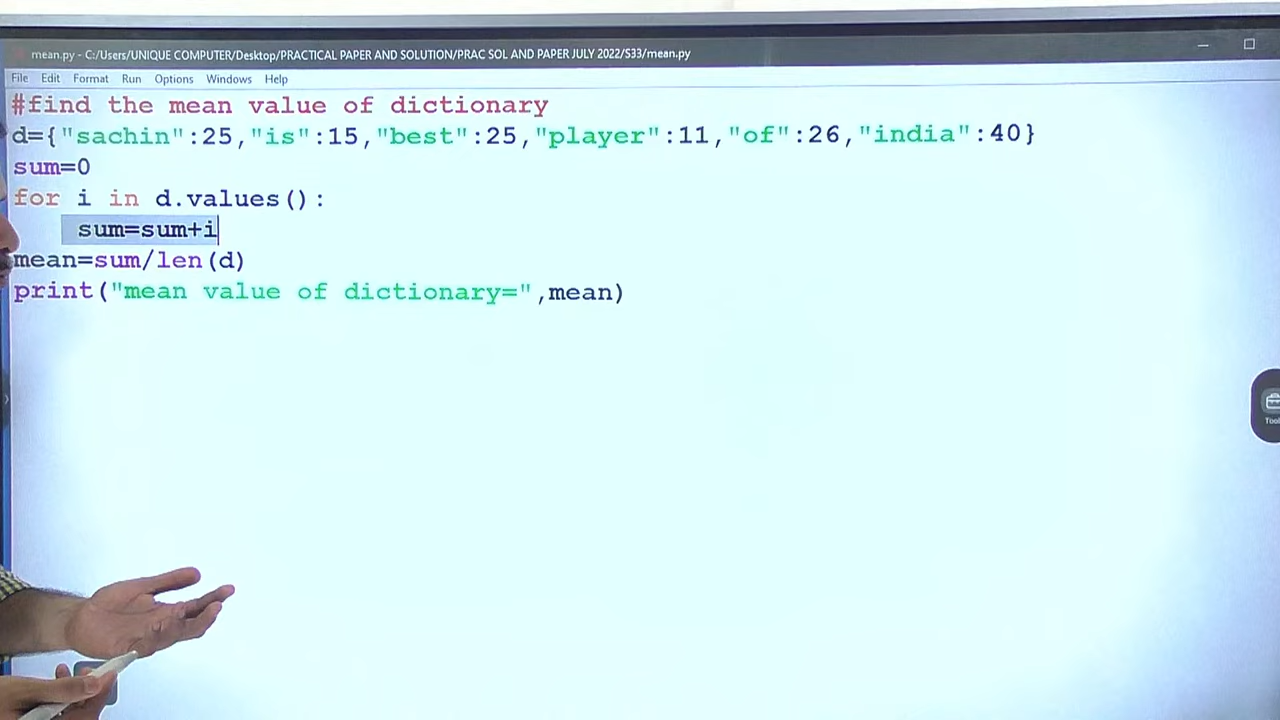 mean.py - C:/Users/UNIQUE COMPUTER/Desktop/PRACTICAL PAPER AND SOLUTION/PRAC SOL AND PAPER JULY 2022/S33/mean.py
File Edit Format Run Options Windows Help
#find the mean value of dictionary
d={"sachin":25,"is":15,"best":25,"player":11,"of":26,"india":40}
sum=0
for i in d.values():
    sum=sum+i
mean=sum/len(d)
print("mean value of dictionary=",mean)